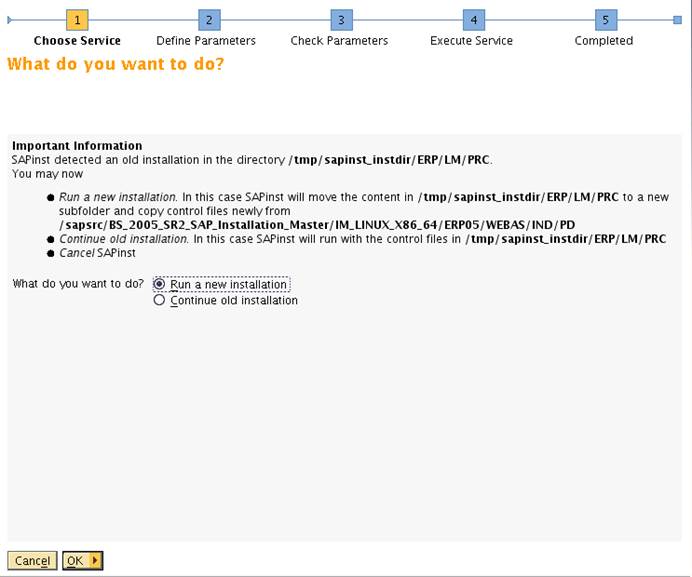 1 2 3 4 5
Choose Service Define Parameters Check Parameters Execute Service Completed
What do you want to do?
Important Information
SAPinst detected an old installation in the directory /tmp/sapinst_instdir/ERP/LM/PRC.
You may now
Run a new installation. In this case SAPinst will move the content in /tmp/sapinst_instdir/ERP/LM/PRC to a new
subfolder and copy control files newly from
/sapsrc/BS_2005_SR2_SAP_Installation_Master/IM_LINUX_X86_64/ERP05/WEBAS/IND/PD
Continue old installation. In this case SAPinst will run with the control files in /tmp/sapinst_instdir/ERP/LM/PRC
Cancel SAPinst
What do you want to do? Run a new installation
Continue old installation
Cancel OK